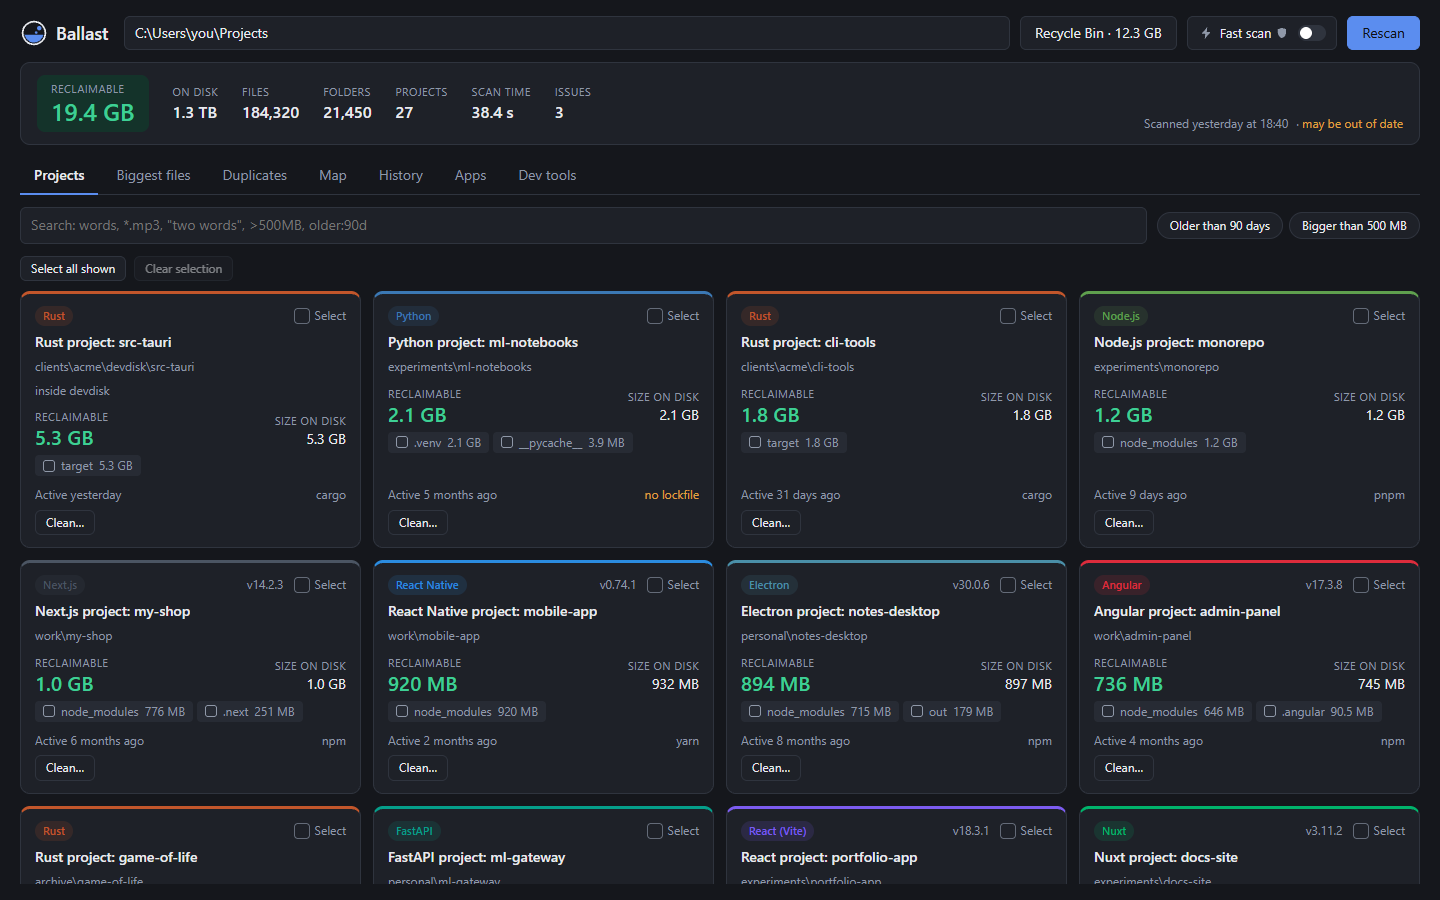 Ballast
C:\Users\you\Projects
Recycle Bin · 12.3 GB
Fast scan
Rescan
RECLAIMABLE
19.4 GB
ON DISK
1.3 TB
FILES
184,320
FOLDERS
21,450
PROJECTS
27
SCAN TIME
38.4 s
ISSUES
3
Scanned yesterday at 18:40 · may be out of date
Projects
Biggest files
Duplicates
Map
History
Apps
Dev tools
Search: words, *.mp3, "two words", >500MB, older:90d
Older than 90 days
Bigger than 500 MB
Select all shown
Clear selection
Rust
Select
Rust project: src-tauri
clients\acme\devdisk\src-tauri
inside devdisk
RECLAIMABLE
5.3 GB
SIZE ON DISK
5.3 GB
target 5.3 GB
Active yesterday
cargo
Clean...
Python
Select
Python project: ml-notebooks
experiments\ml-notebooks
RECLAIMABLE
2.1 GB
SIZE ON DISK
2.1 GB
.venv 2.1 GB
__pycache__ 3.9 MB
Active 5 months ago
no lockfile
Clean...
Rust
Select
Rust project: cli-tools
clients\acme\cli-tools
RECLAIMABLE
1.8 GB
SIZE ON DISK
1.8 GB
target 1.8 GB
Active 31 days ago
cargo
Clean...
Node.js
Select
Node.js project: monorepo
experiments\monorepo
RECLAIMABLE
1.2 GB
SIZE ON DISK
1.2 GB
node_modules 1.2 GB
Active 9 days ago
pnpm
Clean...
Next.js
v14.2.3
Select
Next.js project: my-shop
work\my-shop
RECLAIMABLE
1.0 GB
SIZE ON DISK
1.0 GB
node_modules 776 MB
.next 251 MB
Active 6 months ago
npm
Clean...
React Native
v0.74.1
Select
React Native project: mobile-app
work\mobile-app
RECLAIMABLE
920 MB
SIZE ON DISK
932 MB
node_modules 920 MB
Active 2 months ago
yarn
Clean...
Electron
v30.0.6
Select
Electron project: notes-desktop
personal\notes-desktop
RECLAIMABLE
894 MB
SIZE ON DISK
897 MB
node_modules 715 MB
out 179 MB
Active 8 months ago
npm
Clean...
Angular
v17.3.8
Select
Angular project: admin-panel
work\admin-panel
RECLAIMABLE
736 MB
SIZE ON DISK
745 MB
node_modules 646 MB
.angular 90.5 MB
Active 4 months ago
npm
Clean...
Rust
Select
Rust project: game-of-life
archive\game-of-life
FastAPI
Select
FastAPI project: ml-gateway
personal\ml-gateway
React (Vite)
v18.3.1
Select
React project: portfolio-app
experiments\portfolio-app
Nuxt
v3.11.2
Select
Nuxt project: docs-site
experiments\docs-site